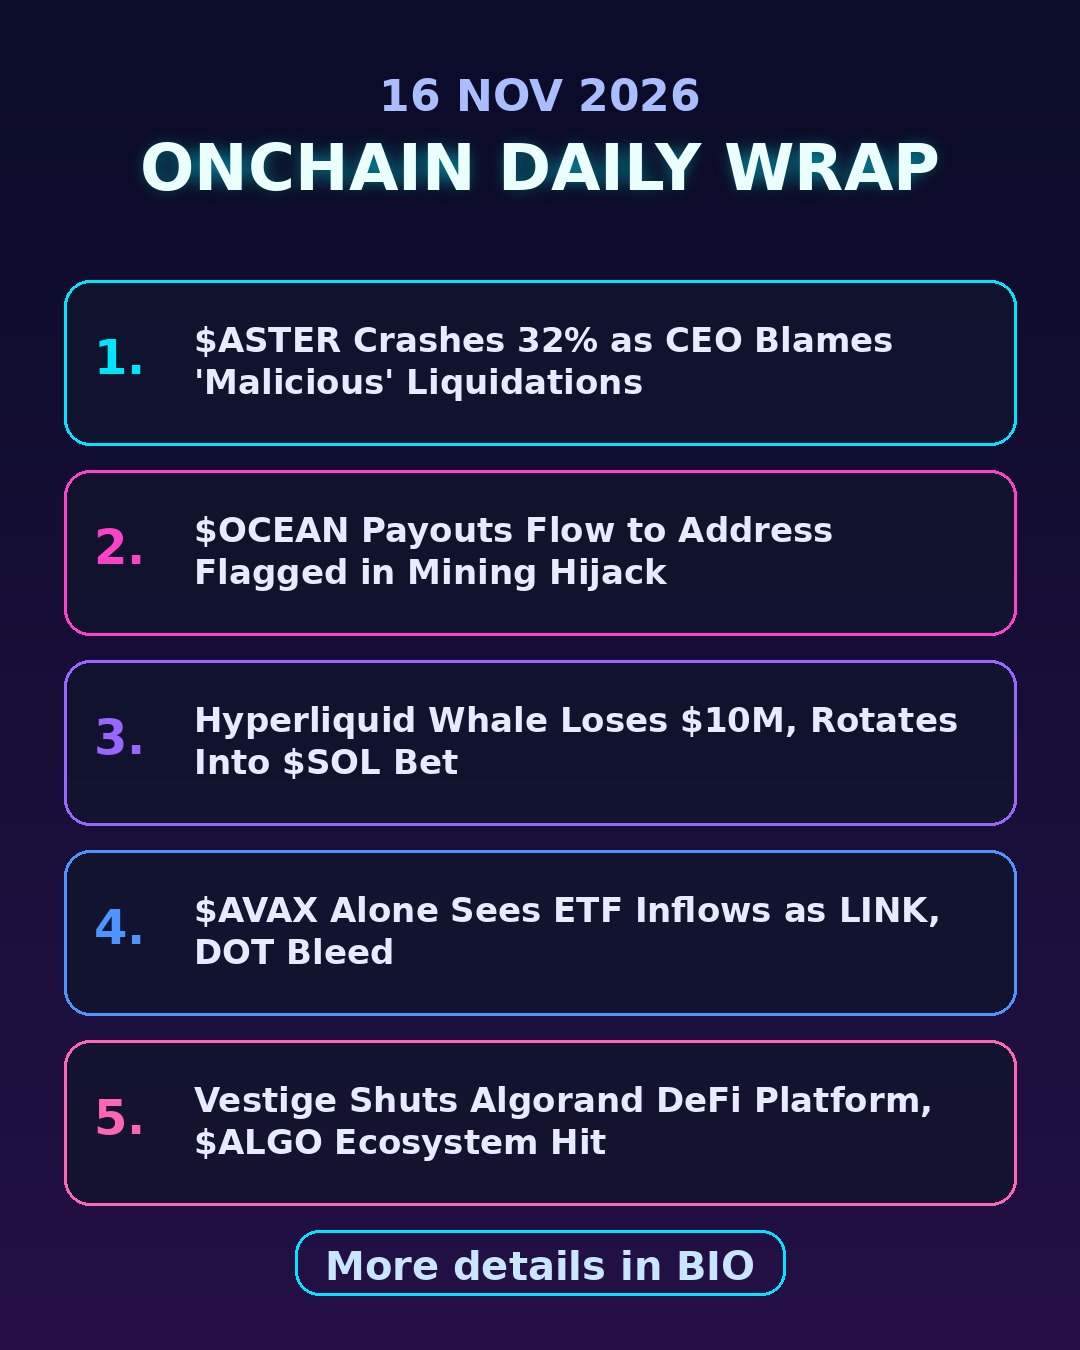 16 NOV 2026
ONCHAIN DAILY WRAP
1.
$ASTER Crashes 32% as CEO Blames
'Malicious' Liquidations
2.
$OCEAN Payouts Flow to Address
Flagged in Mining Hijack
3.
Hyperliquid Whale Loses $10M, Rotates
Into $SOL Bet
4.
$AVAX Alone Sees ETF Inflows as LINK,
DOT Bleed
5.
Vestige Shuts Algorand DeFi Platform,
$ALGO Ecosystem Hit
More details in BIO